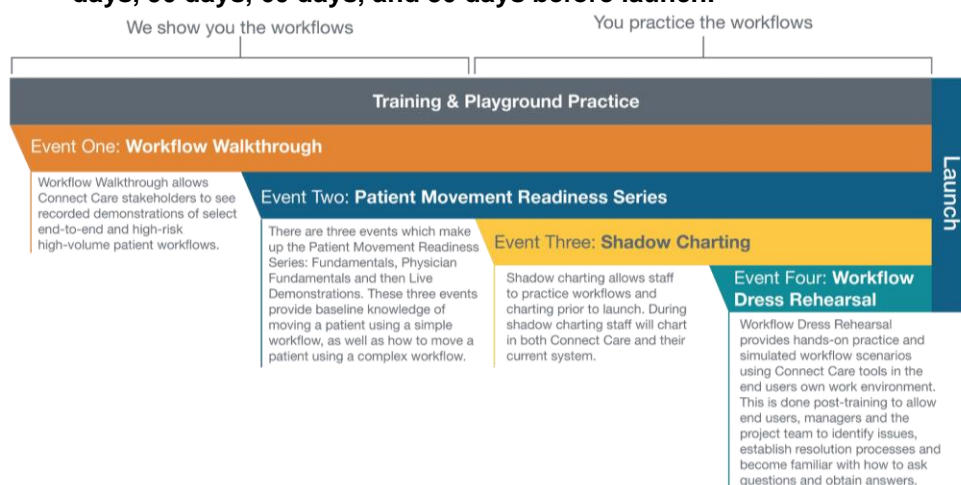 days, days, days, and days before launch.
We show you the workflows
You practice the workflows
Training & Playground Practice
Event One: Workflow Walkthrough
Workflow Walkthrough allows
Connect Care stakeholders to see
recorded demonstrations of select
end-to-end and high-risk
high-volume patient workflows.
Event Two: Patient Movement Readiness Series
There are three events which make
up the Patient Movement Readiness
Series: Fundamentals, Physician
Fundamentals and then Live
Demonstrations. These three events
provide baseline knowledge of
moving a patient using a simple
workflow, as well as how to move a
patient using a complex workflow.
Event Three: Shadow Charting
Shadow charting allows staff
to practice workflows and
charting prior to launch. During
shadow charting staff will chart
in both Connect Care and their
current system.
Event Four: Workflow
Dress Rehearsal
Workflow Dress Rehearsal
provides hands-on practice and
simulated workflow scenarios
using Connect Care tools in the
end users own work environment.
This is done post-training to allow
end users, managers and the
project team to identify issues,
establish resolution processes and
become familiar with how to ask
questions and obtain answers.
Launch